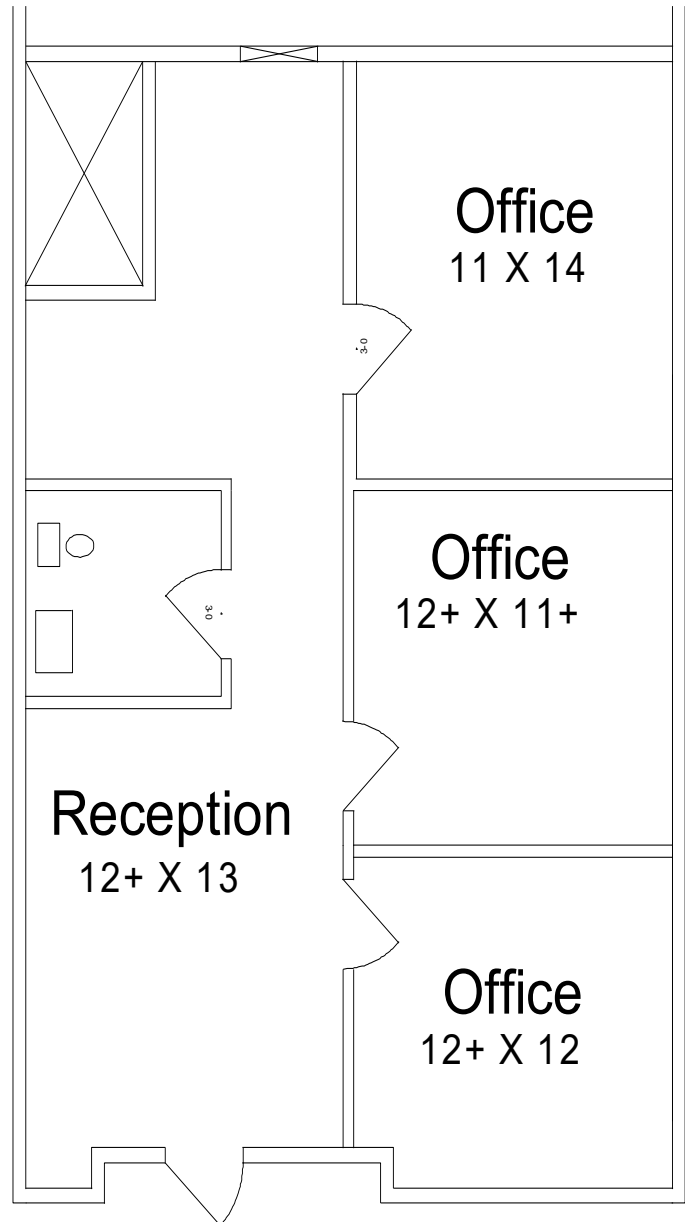 Office
11 X 14
3-0
Office
12+ X 11+
3-0
Reception
12+ X 13
Office
12+ X 12